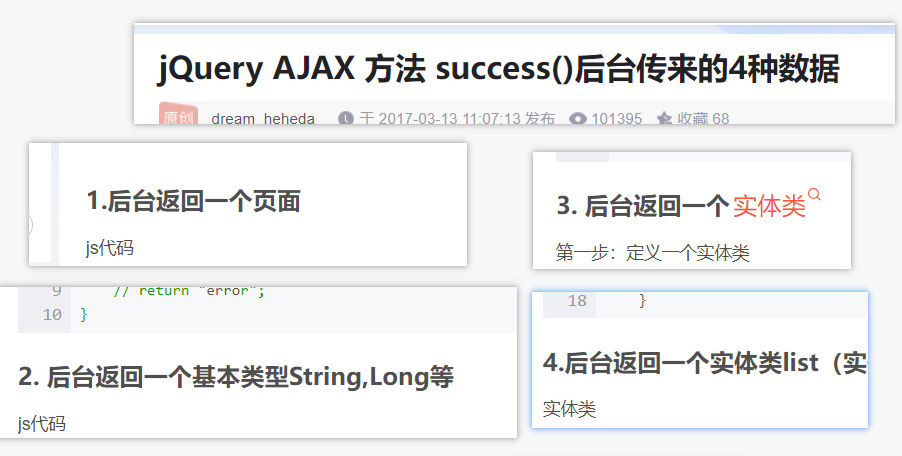 jQuery AJAX 方法 success()后台传来的4种数据
原创 dream_heheda 于 2017-03-13 11:07:13 发布 101395 收藏 68
1.后台返回一个页面
js代码
3. 后台返回一个实体类
第一步：定义一个实体类
9 // return "error";
10 }
2. 后台返回一个基本类型String,Long等
js代码
18 }
4.后台返回一个实体类list（实
实体类